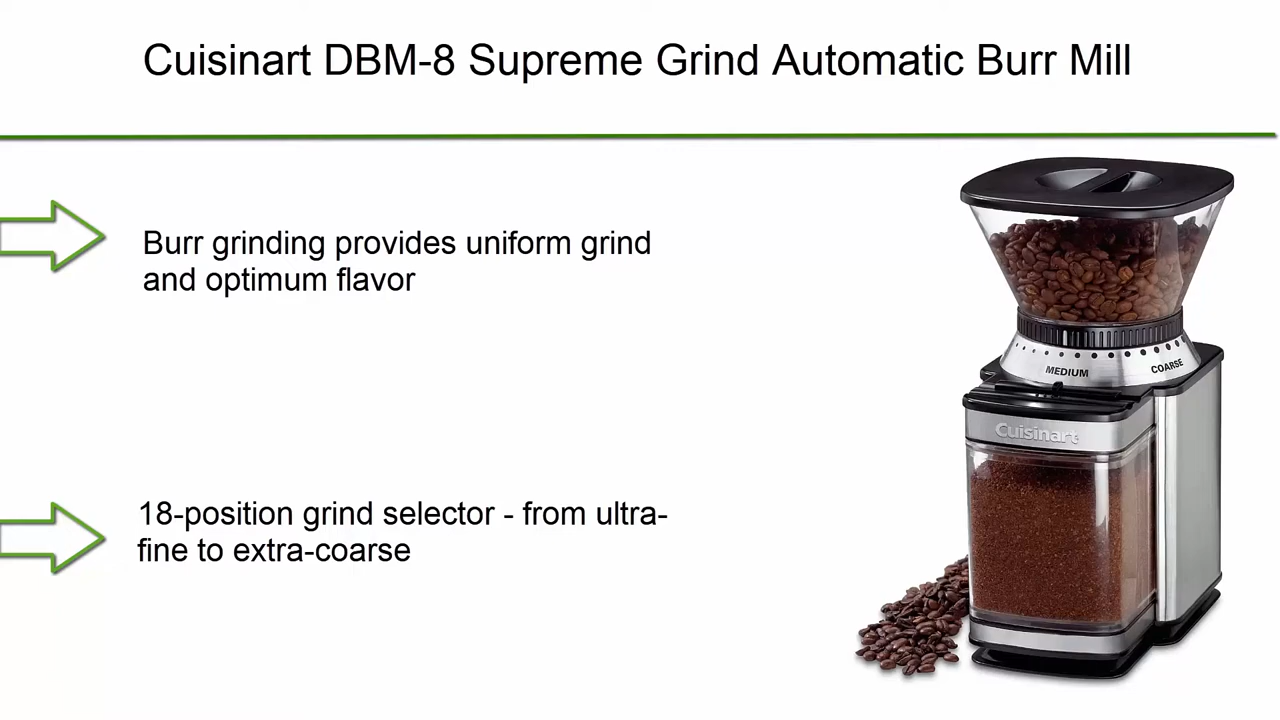 Cuisinart DBM-8 Supreme Grind Automatic Burr Mill
Burr grinding provides uniform grind
and optimum flavor
18-position grind selector - from ultra-
fine to extra-coarse
MEDIUM
COARSE
Cuisinart